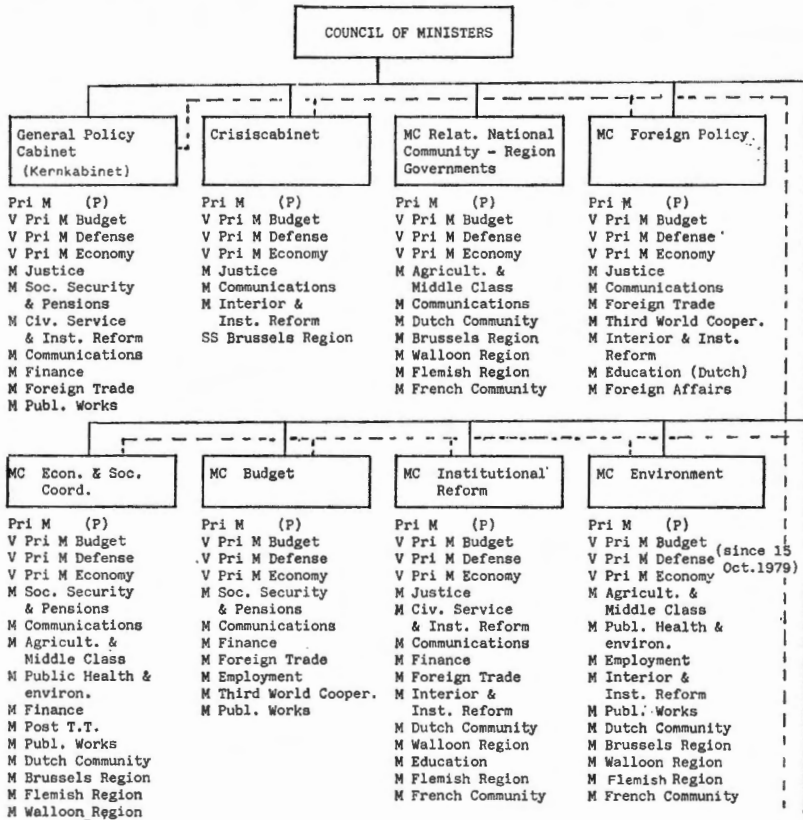 COUNCIL OF MINISTERS
General Policy
Cabinet
(Kernkabinet)
Pri M (P)
V Pri M Budget
V Pri M Defense
V Pri M Economy
M Justice
M Soc. Security
& Pensions
M Civ. Service
& Inst. Reform
M Communications
M Finance
M Foreign Trade
M Publ. Works
Crisiscabinet
Pri M (P)
V Pri M Budget
V Pri M Defense
V Pri M Economy
M Justice
M Communications
M Interior &
Inst. Reform
SS Brussels Region
MC Relat. National
Community - Region
Governments
Pri M (P)
V Pri M Budget
V Pri M Defense
V Pri M Economy
M Agricult. &
Middle Class
M Communications
M Dutch Community
M Brussels Region
M Walloon Region
M Flemish Region
M French Community
MC Foreign Policy
Pri M (P)
V Pri M Budget
V Pri M Defense
V Pri M Economy
M Justice
M Communications
M Foreign Trade
M Third World Cooper.
M Interior & Inst.
Reform
M Education (Dutch)
M Foreign Affairs
MC Econ. & Soc.
Coord.
Pri M (P)
V Pri M Budget
V Pri M Defense
V Pri M Economy
M Soc. Security
& Pensions
M Communications
M Agricult. &
Middle Class
M Public Health &
environ.
M Finance
M Post T.T.
M Publ. Works
M Dutch Community
M Brussels Region
M Flemish Region
M Walloon Region
MC Budget
Pri M (P)
V Pri M Budget
V Pri M Defense
V Pri M Economy
M Soc. Security
& Pensions
M Communications
M Finance
M Foreign Trade
M Employment
M Third World Cooper.
M Publ. Works
MC Institutional
Reform
Pri M (P)
V Pri M Budget
V Pri M Defense
V Pri M Economy
M Justice
M Civ. Service
& Inst. Reform
M Communications
M Finance
M Foreign Trade
M Interior &
Inst. Reform
M Dutch Community
M Walloon Region
M Education
M Flemish Region
M French Community
MC Environment
Pri M (P)
V Pri M Budget
V Pri M Defense (since 15
V Pri M Economy Oct.1979)
M Agricult. &
Middle Class
M Publ. Health &
environ.
M Employment
M Interior &
Inst. Reform
M Publ. Works
M Dutch Community
M Brussels Region
M Walloon Region
M Flemish Region
M French Community